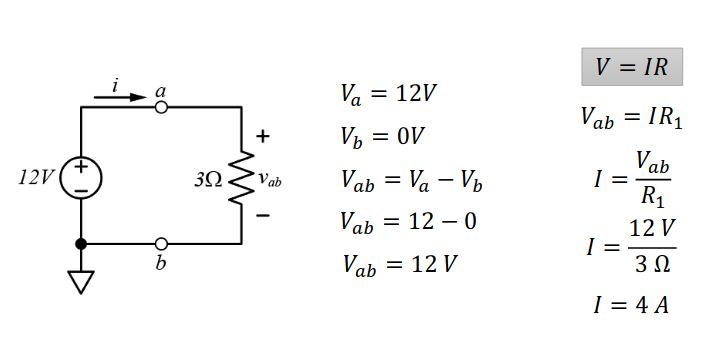 i
a
+
12V
+
3Ω
v_ab
−
−
b
V_a = 12V
V_b = 0V
V_ab = V_a − V_b
V_ab = 12 − 0
V_ab = 12 V
V = IR
V_ab = IR_1
I = V_ab / R_1
I = 12 V / 3 Ω
I = 4 A